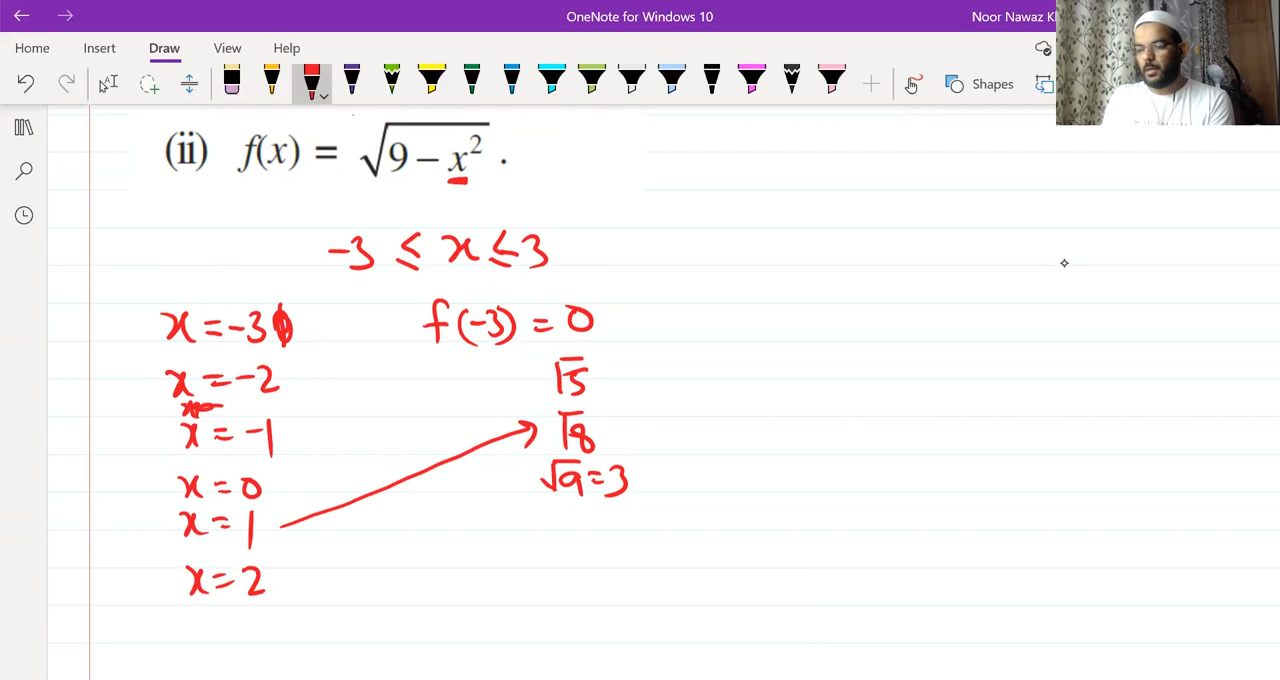 OneNote for Windows 10
Noor Nawaz Kh
Home Insert Draw View Help
Shapes
(ii) f(x) = √(9 − x²) .
-3 ≤ x ≤ 3
x = -3 f(-3) = 0
x = -2 √5
x = -1 √8
x = 0 √9 = 3
x = 1
x = 2